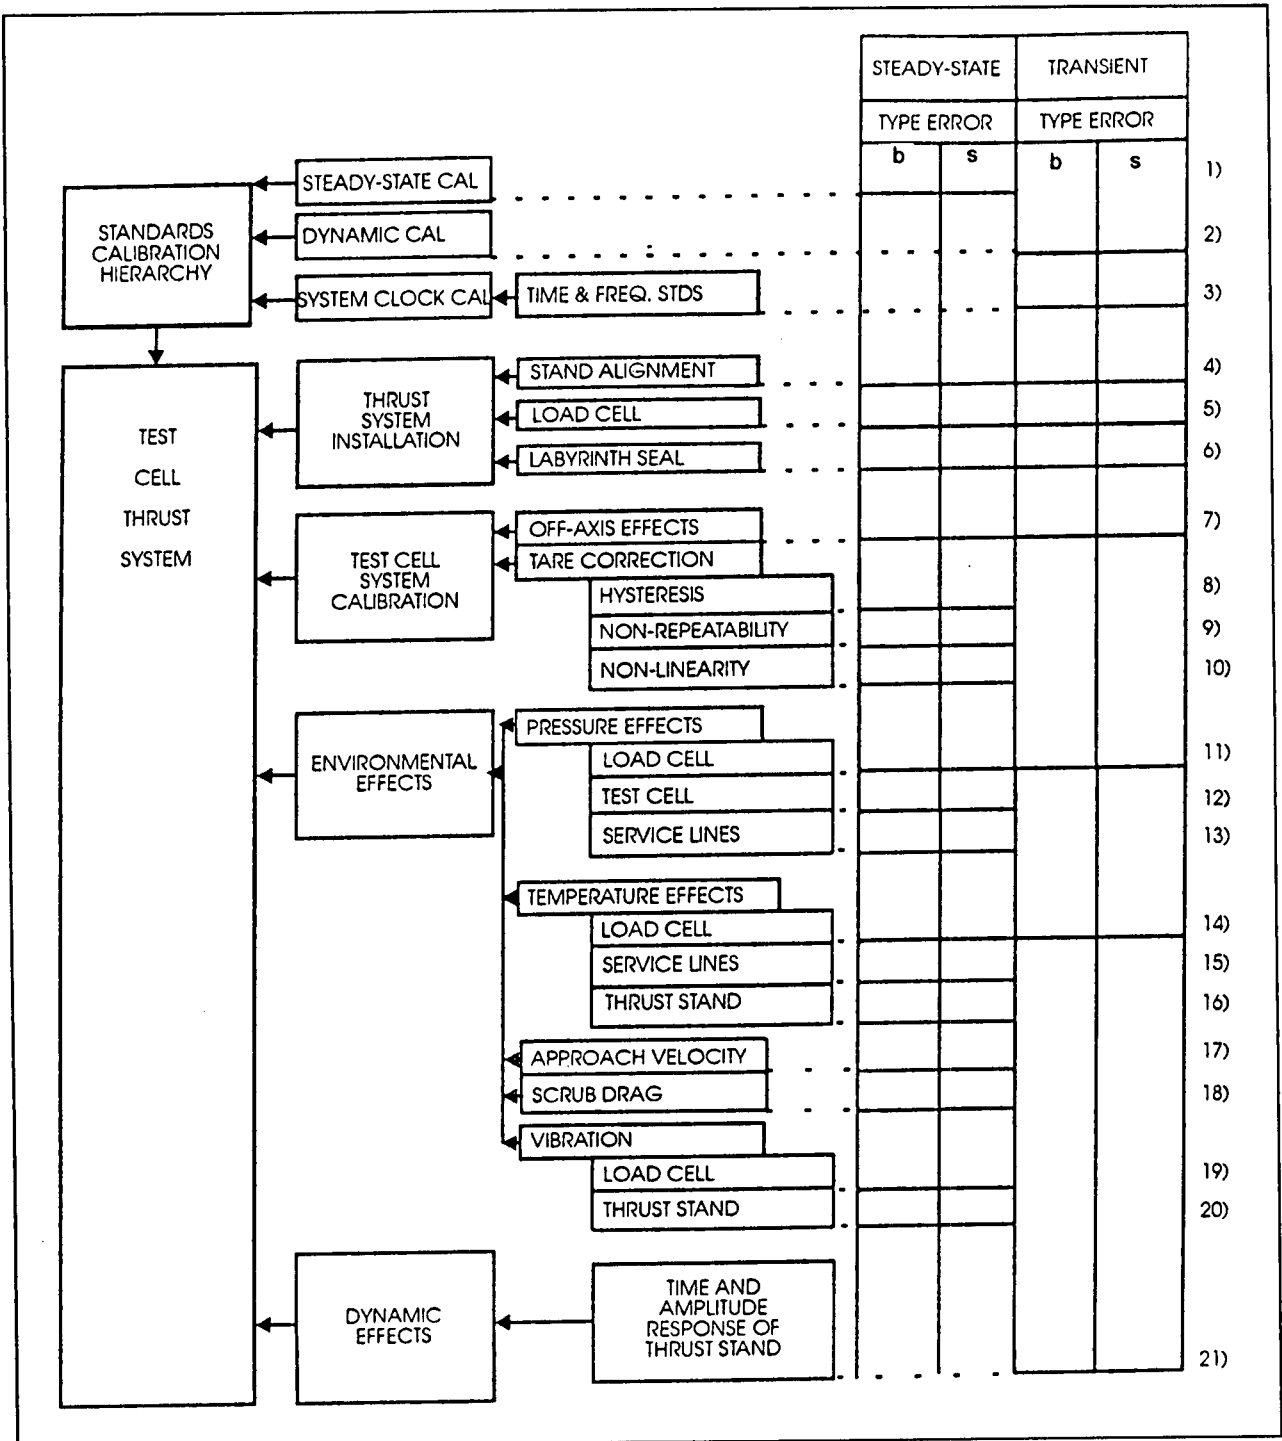 STEADY-STATE
TRANSIENT
TYPE ERROR
TYPE ERROR
b
s
b
s
1)
STEADY-STATE CAL
STANDARDS
CALIBRATION
HIERARCHY
DYNAMIC CAL
2)
SYSTEM CLOCK CAL
TIME & FREQ. STDS
3)
TEST
CELL
THRUST
SYSTEM
THRUST
SYSTEM
INSTALLATION
STAND ALIGNMENT
4)
LOAD CELL
5)
LABYRINTH SEAL
6)
TEST CELL
SYSTEM
CALIBRATION
OFF-AXIS EFFECTS
7)
TARE CORRECTION
HYSTERESIS
8)
NON-REPEATABILITY
9)
NON-LINEARITY
10)
ENVIRONMENTAL
EFFECTS
PRESSURE EFFECTS
LOAD CELL
11)
TEST CELL
12)
SERVICE LINES
13)
TEMPERATURE EFFECTS
LOAD CELL
14)
SERVICE LINES
15)
THRUST STAND
16)
APPROACH VELOCITY
17)
SCRUB DRAG
18)
VIBRATION
LOAD CELL
19)
THRUST STAND
20)
DYNAMIC
EFFECTS
TIME AND
AMPLITUDE
RESPONSE OF
THRUST STAND
21)